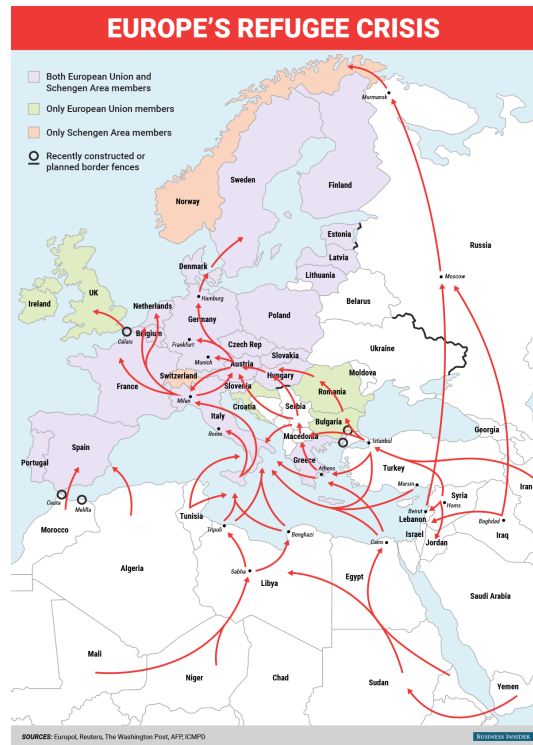 EUROPE'S REFUGEE CRISIS
Both European Union and
Schengen Area members
Only European Union members
Only Schengen Area members
Recently constructed or
planned border fences
Murmansk
Sweden
Finland
Norway
Estonia
Russia
Latvia
Denmark
Lithuania
Moscow
Ireland
UK
Netherlands
Hamburg
Belarus
Calais
Belgium
Germany
Poland
Frankfurt
Czech Rep
Ukraine
Munich
Slovakia
Austria
France
Switzerland
Hungary
Moldova
Slovenia
Milan
Romania
Croatia
Serbia
Italy
Bulgaria
Rome
Macedonia
Istanbul
Georgia
Portugal
Spain
Greece
Athens
Turkey
Iran
Mersin
Syria
Homs
Ceuta
Melilla
Tunisia
Beirut
Lebanon
Baghdad
Morocco
Tripoli
Benghazi
Israel
Iraq
Cairo
Jordan
Algeria
Sabha
Libya
Egypt
Saudi Arabia
Mali
Niger
Chad
Sudan
Yemen
SOURCES: Europol, Reuters, The Washington Post, AFP, ICMPD
BUSINESS INSIDER